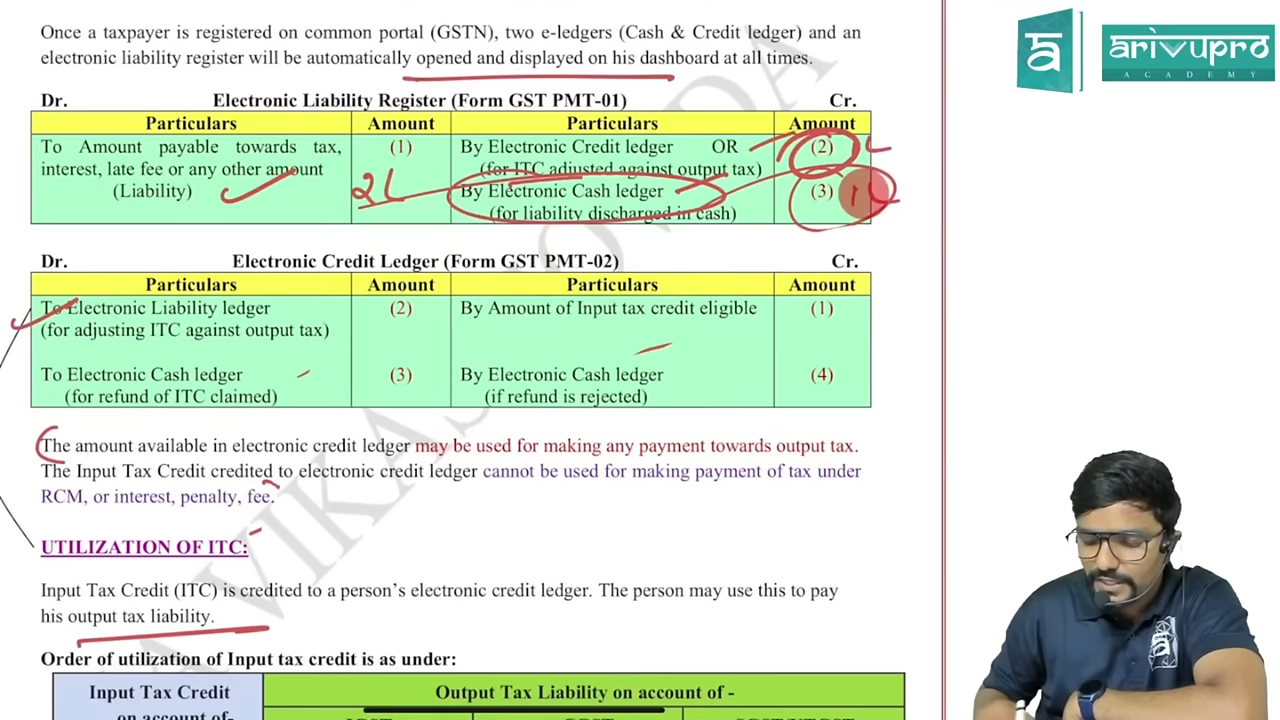 Once a taxpayer is registered on common portal (GSTN), two e-ledgers (Cash & Credit ledger) and an
electronic liability register will be automatically opened and displayed on his dashboard at all times.
Dr. Electronic Liability Register (Form GST PMT-01) Cr.
Particulars Amount Particulars Amount
To Amount payable towards tax, (1) By Electronic Credit ledger OR (2)
interest, late fee or any other amount (for ITC adjusted against output tax)
(Liability) 2L By Electronic Cash ledger (3) 1L
(for liability discharged in cash)
Dr. Electronic Credit Ledger (Form GST PMT-02) Cr.
Particulars Amount Particulars Amount
To Electronic Liability ledger (2) By Amount of Input tax credit eligible (1)
(for adjusting ITC against output tax)
To Electronic Cash ledger (3) By Electronic Cash ledger (4)
(for refund of ITC claimed) (if refund is rejected)
The amount available in electronic credit ledger may be used for making any payment towards output tax.
The Input Tax Credit credited to electronic credit ledger cannot be used for making payment of tax under
RCM, or interest, penalty, fee.
UTILIZATION OF ITC:
Input Tax Credit (ITC) is credited to a person's electronic credit ledger. The person may use this to pay
his output tax liability.
Order of utilization of Input tax credit is as under:
Input Tax Credit Output Tax Liability on account of -
on account of-
VIKAS GOWDA
arivupro
ACADEMY